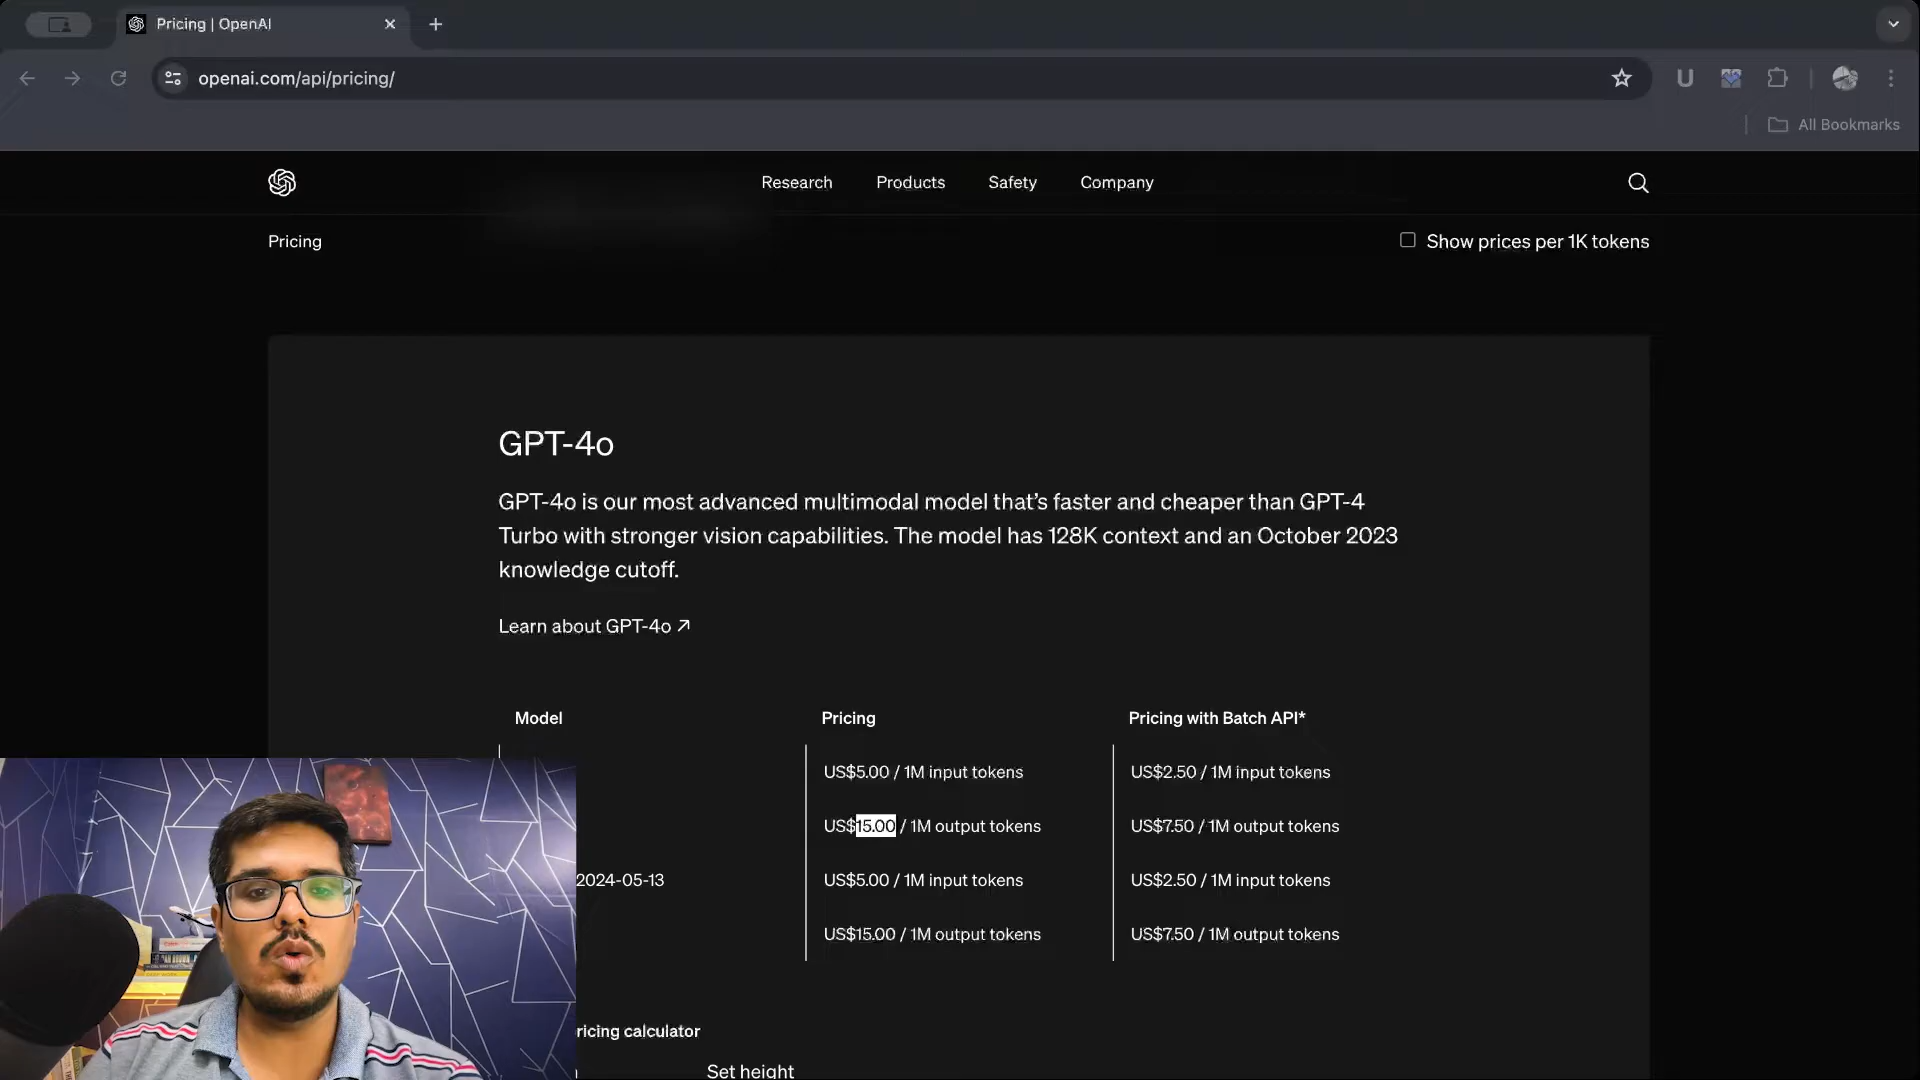 Pricing | OpenAI
openai.com/api/pricing/
U
All Bookmarks
Research Products Safety Company
Pricing
Show prices per 1K tokens
GPT-4o
GPT-4o is our most advanced multimodal model that's faster and cheaper than GPT-4
Turbo with stronger vision capabilities. The model has 128K context and an October 2023
knowledge cutoff.
Learn about GPT-4o ↗
Model Pricing Pricing with Batch API*
US$5.00 / 1M input tokens US$2.50 / 1M input tokens
US$15.00 / 1M output tokens US$7.50 / 1M output tokens
2024-05-13 US$5.00 / 1M input tokens US$2.50 / 1M input tokens
US$15.00 / 1M output tokens US$7.50 / 1M output tokens
ricing calculator
Set height